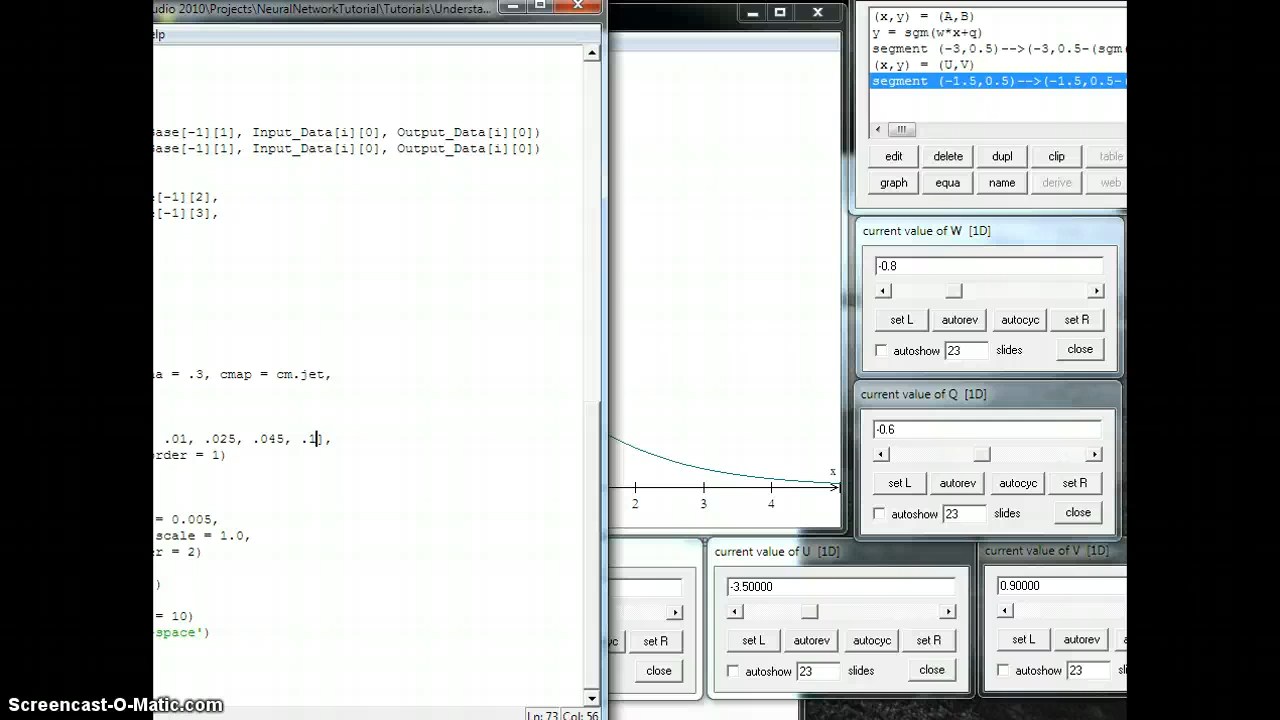 udio 2010\Projects\NeuralNetworkTutorial\Tutorials\Understa...
elp
ase[-1][1], Input_Data[i][0], Output_Data[i][0])
ase[-1][1], Input_Data[i][0], Output_Data[i][0])
e[-1][2],
e[-1][3],
a = .3, cmap = cm.jet,
.01, .025, .045, .1],
order = 1)
= 0.005,
scale = 1.0,
er = 2)
)
= 10)
-space')
Ln: 73 Col: 56
x
2 3 4
(x,y) = (A,B)
y = sgm(w*x+q)
segment (-3,0.5)-->(-3,0.5-(sgm(
(x,y) = (U,V)
segment (-1.5,0.5)-->(-1.5,0.5-(
edit delete dupl clip table
graph equa name derive web
current value of W [1D]
-0.8
set L autorev autocyc set R
autoshow 23 slides close
current value of Q [1D]
-0.6
set L autorev autocyc set R
autoshow 23 slides close
yc set R
close
current value of U [1D]
-3.50000
set L autorev autocyc set R
autoshow 23 slides close
current value of V [1D]
0.90000
set L autorev
autoshow 23 sli
Screencast-O-Matic.com